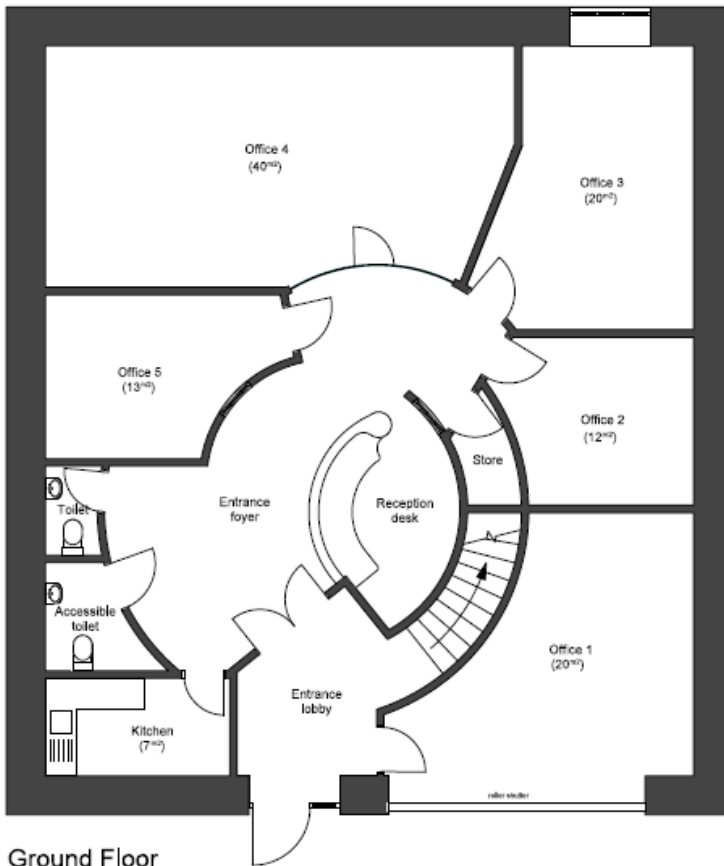 Office 4
(40m2)
Office 3
(20m2)
Office 5
(13m2)
Office 2
(12m2)
Store
Entrance
foyer
Reception
desk
Toilet
Accessible
toilet
Office 1
(20m2)
Entrance
lobby
Kitchen
(7m2)
roller shutter
Ground Floor